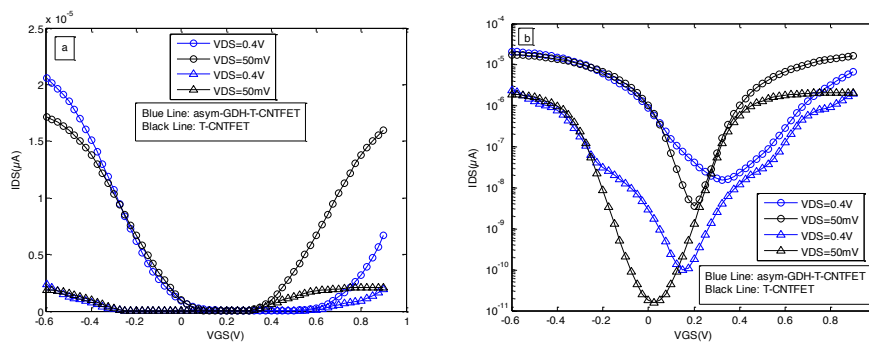 x 10⁻⁵
a
VDS=0.4V
VDS=50mV
VDS=0.4V
VDS=50mV
Blue Line: asym-GDH-T-CNTFET
Black Line: T-CNTFET
2.5
2
1.5
1
0.5
0
IDS(μA)
-0.6 -0.4 -0.2 0 0.2 0.4 0.6 0.8 1
VGS(V)
b
10⁻⁴
10⁻⁵
10⁻⁶
10⁻⁷
10⁻⁸
10⁻⁹
10⁻¹⁰
10⁻¹¹
IDS(μA)
VDS=0.4V
VDS=50mV
VDS=0.4V
VDS=50mV
Blue Line: asym-GDH-T-CNTFET
Black Line: T-CNTFET
-0.6 -0.4 -0.2 0 0.2 0.4 0.6 0.8
VGS(V)